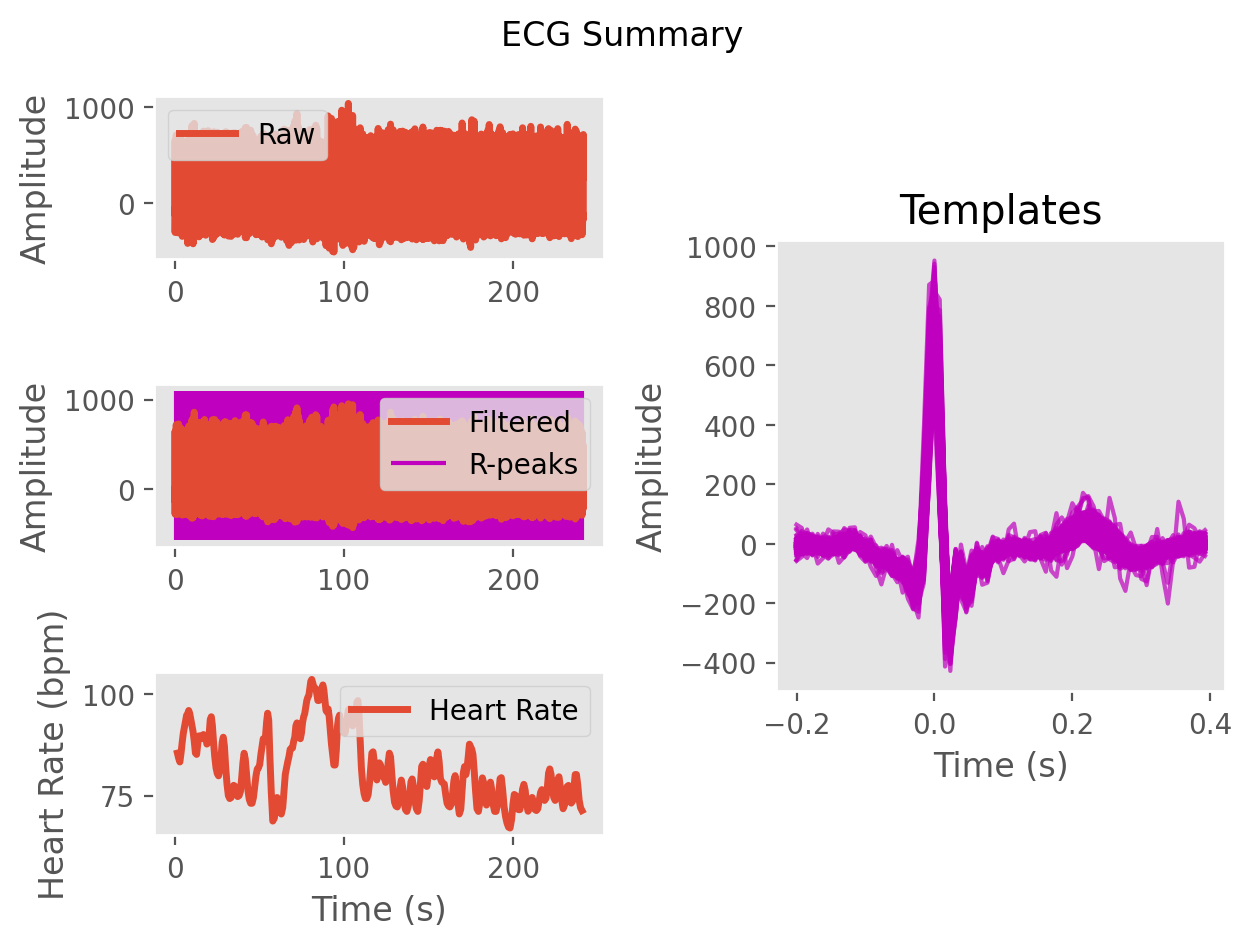 ECG Summary
Amplitude
1000
0
Raw
0 100 200
Amplitude
1000
0
Filtered
R-peaks
0 100 200
Heart Rate (bpm)
100
75
Heart Rate
0 100 200
Time (s)
Templates
Amplitude
1000
800
600
400
200
0
−200
−400
−0.2 0.0 0.2 0.4
Time (s)